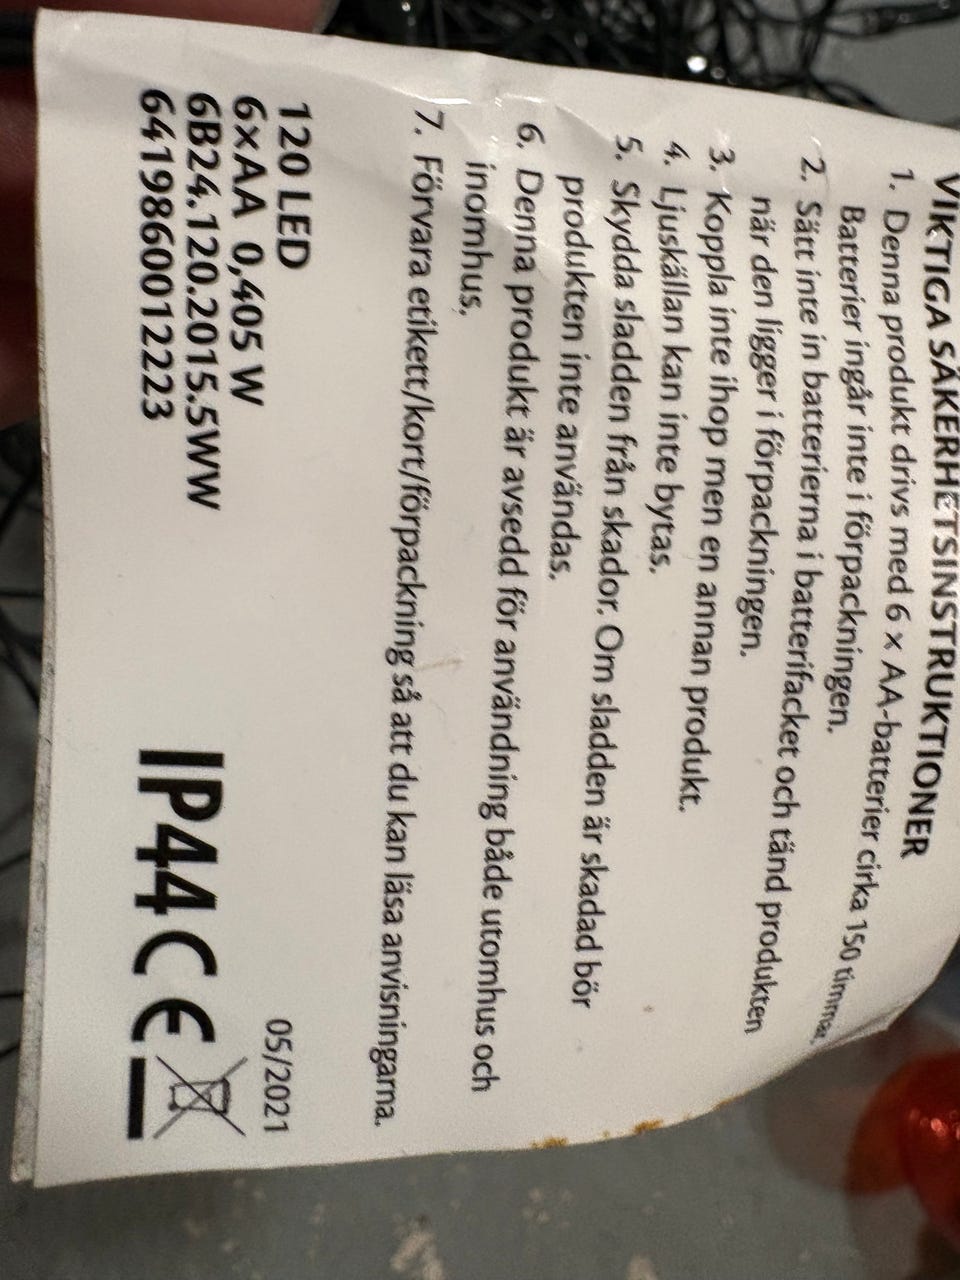 VIKTIGA SÄKERHETSINSTRUKTIONER
1. Denna produkt drivs med 6 x AA-batterier cirka 150 timmar.
Batterier ingår inte i förpackningen.
2. Sätt inte in batterierna i batterifacket och tänd produkten
när den ligger i förpackningen.
3. Koppla inte ihop men en annan produkt.
4. Ljuskällan kan inte bytas.
5. Skydda sladden från skador. Om sladden är skadad bör
produkten inte användas.
6. Denna produkt är avsedd för användning både utomhus och
inomhus.
7. Förvara etikett/kort/förpackning så att du kan läsa anvisningarna.
120 LED
6xAA 0,405 W
6B24.120.2015.5WW
6419860012223
05/2021
IP44 CE